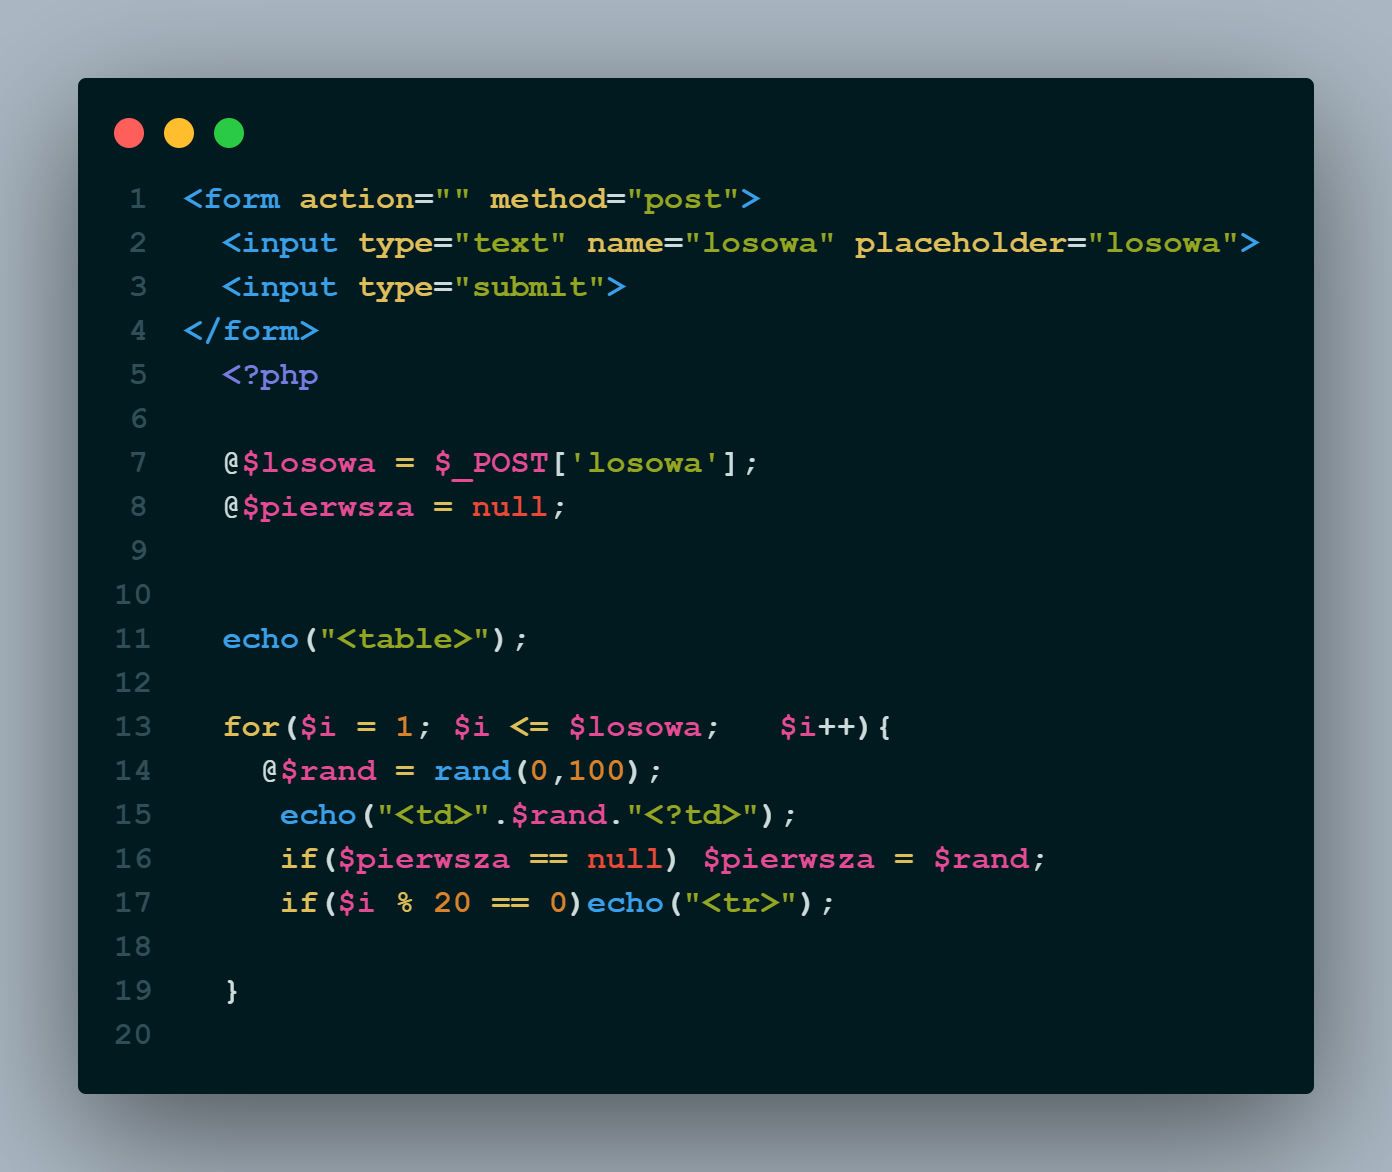 1 <form action="" method="post">
2   <input type="text" name="losowa" placeholder="losowa">
3   <input type="submit">
4 </form>
5   <?php
6
7   @$losowa = $_POST['losowa'];
8   @$pierwsza = null;
9
10
11   echo("<table>");
12
13   for($i = 1; $i <= $losowa;   $i++){
14     @$rand = rand(0,100);
15      echo("<td>".$rand."<?td>");
16      if($pierwsza == null) $pierwsza = $rand;
17      if($i % 20 == 0)echo("<tr>");
18
19   }
20